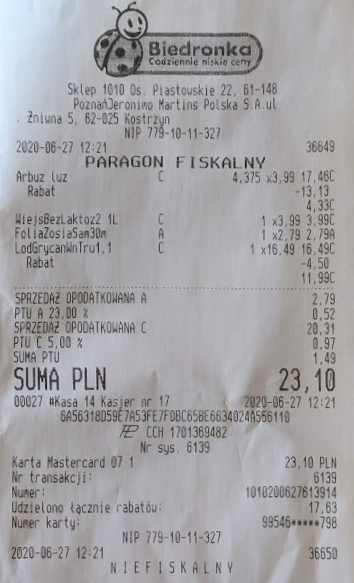 Biedronka
Codziennie niskie ceny
Sklep 1010 Os. Piastowskie 22, 61-148
PoznańJeronimo Martins Polska S.A.ul
. Żniwna 5, 62-025 Kostrzyn
NIP 779-10-11-327
2020-06-27 12:21 36649
PARAGON FISKALNY
Arbuz luz C 4,375 x3,99 17,46C
Rabat -13,13
4,33C
WiejsBezLaktoz2 1L C 1 x3,99 3,99C
FoliaZosiaSam30m A 1 x2,79 2,79A
LodGrycanWnTru1,1 C 1 x16,49 16,49C
Rabat -4,50
11,99C
SPRZEDAŻ OPODATKOWANA A 2,79
PTU A 23,00 % 0,52
SPRZEDAŻ OPODATKOWANA C 20,31
PTU C 5,00 % 0,97
SUMA PTU 1,49
SUMA PLN 23,10
00027 #Kasa 14 Kasjer nr 17 2020-06-27 12:21
6A56318D59E7A53FE7F0BC65BE6634024A556110
CCH 1701369482
Nr sys. 6139
Karta Mastercard 07 1 23,10 PLN
Nr transakcji: 6139
Numer: 1010200627613914
Udzielono łącznie rabatów: 17,63
Numer karty: 99546*****798
NIP 779-10-11-327
2020-06-27 12:21 36650
NIEFISKALNY